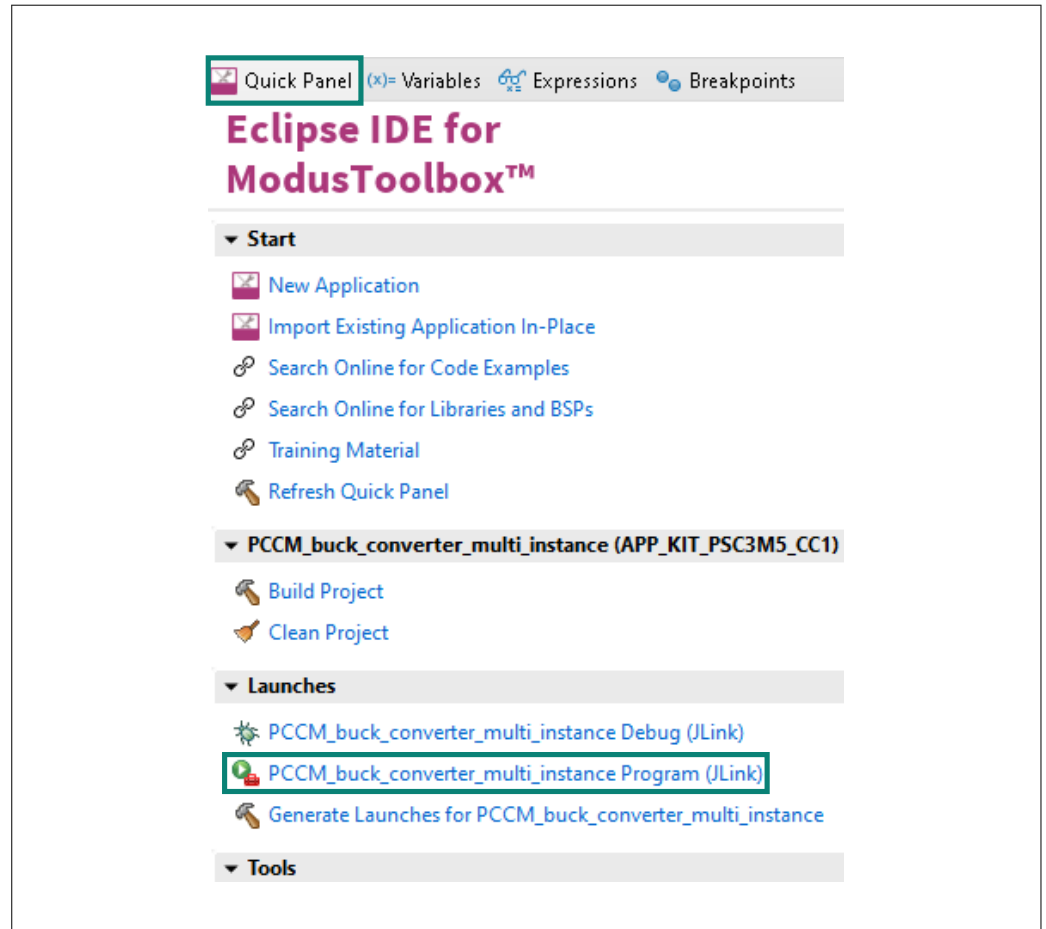 Quick Panel (x)= Variables Expressions Breakpoints
Eclipse IDE for
ModusToolbox™
Start
New Application
Import Existing Application In-Place
Search Online for Code Examples
Search Online for Libraries and BSPs
Training Material
Refresh Quick Panel
PCCM_buck_converter_multi_instance (APP_KIT_PSC3M5_CC1)
Build Project
Clean Project
Launches
PCCM_buck_converter_multi_instance Debug (JLink)
PCCM_buck_converter_multi_instance Program (JLink)
Generate Launches for PCCM_buck_converter_multi_instance
Tools